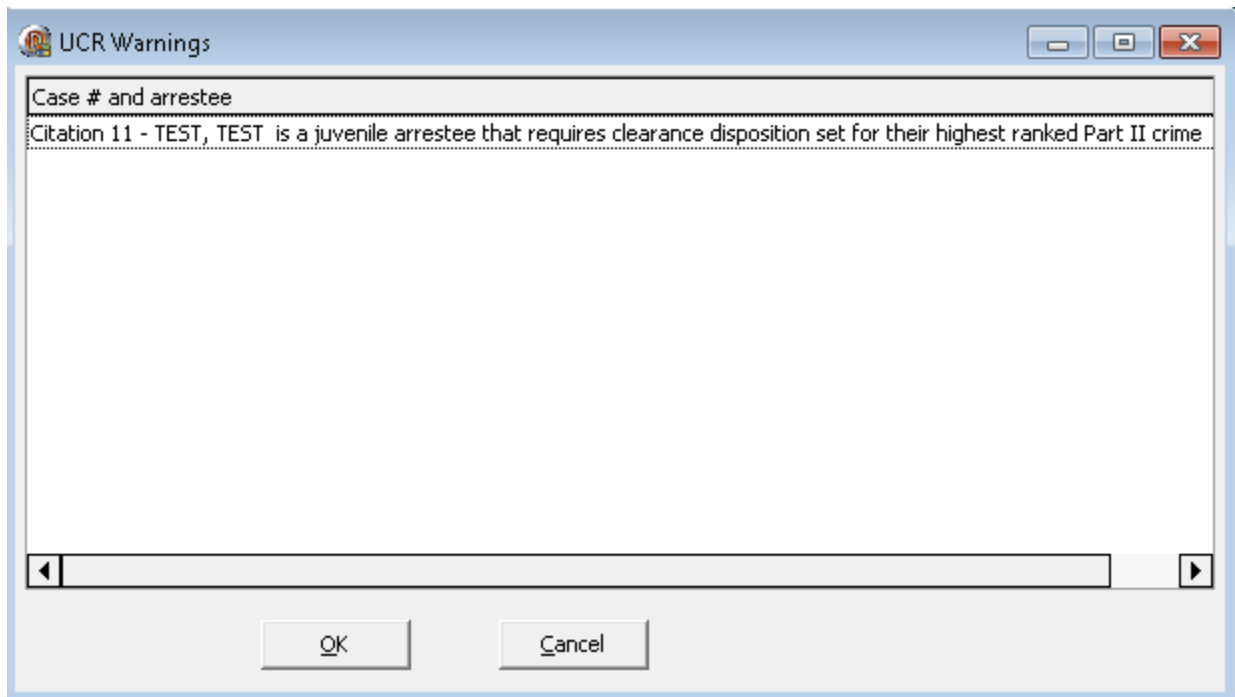 UCR Warnings
Case # and arrestee
Citation 11 - TEST, TEST  is a juvenile arrestee that requires clearance disposition set for their highest ranked Part II crime
OK
Cancel